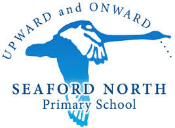 UPWARD and ONWARD
SEAFORD NORTH
Primary School